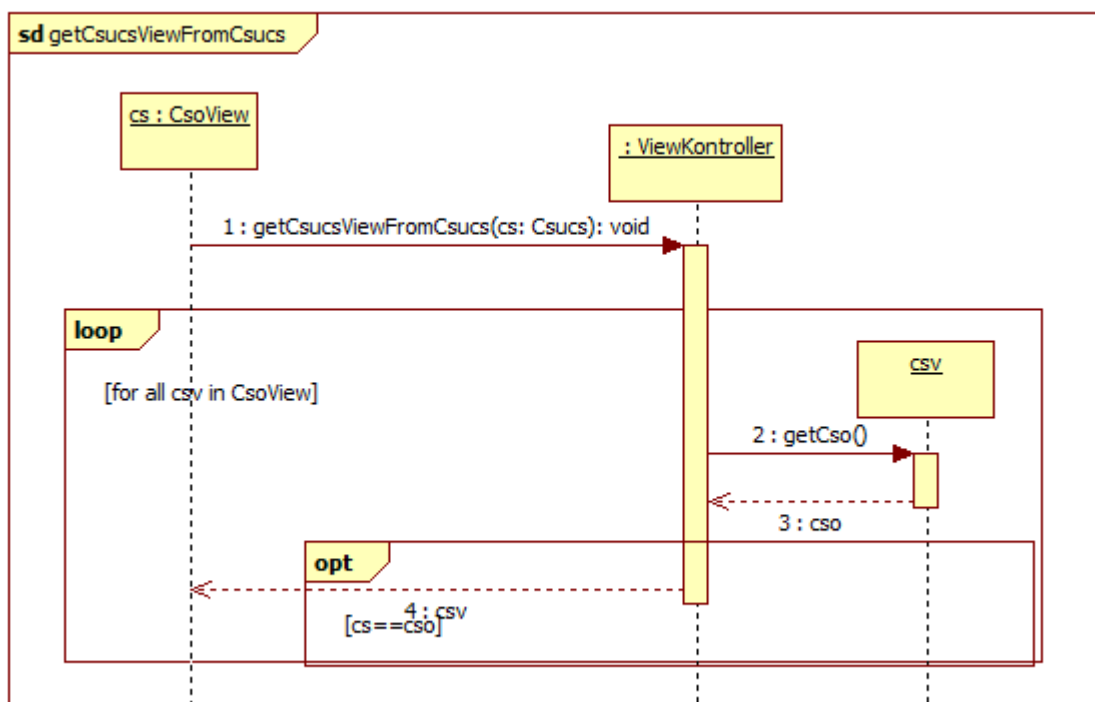 sd getCsucsViewFromCsucs
cs : CsoView
: ViewKontroller
1 : getCsucsViewFromCsucs(cs: Csucs): void
loop
[for all csv in CsoView]
csv
2 : getCso()
3 : cso
opt
4 : csv
[cs==cso]